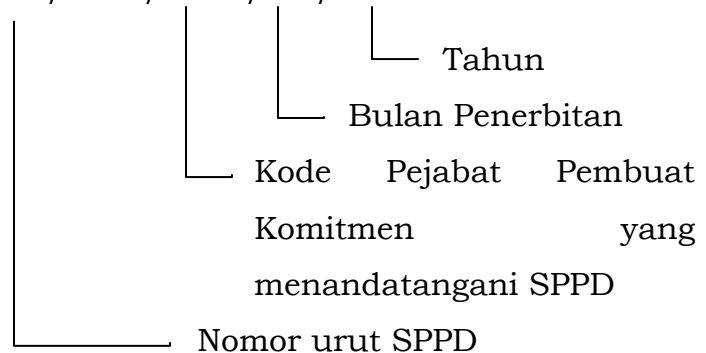 Tahun
Bulan Penerbitan
Kode Pejabat Pembuat
Komitmen yang
menandatangani SPPD
Nomor urut SPPD